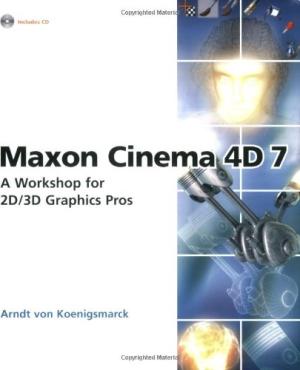 Includes CD
Maxon Cinema 4D 7
A Workshop for
2D/3D Graphics Pros
Arndt von Koenigsmarck